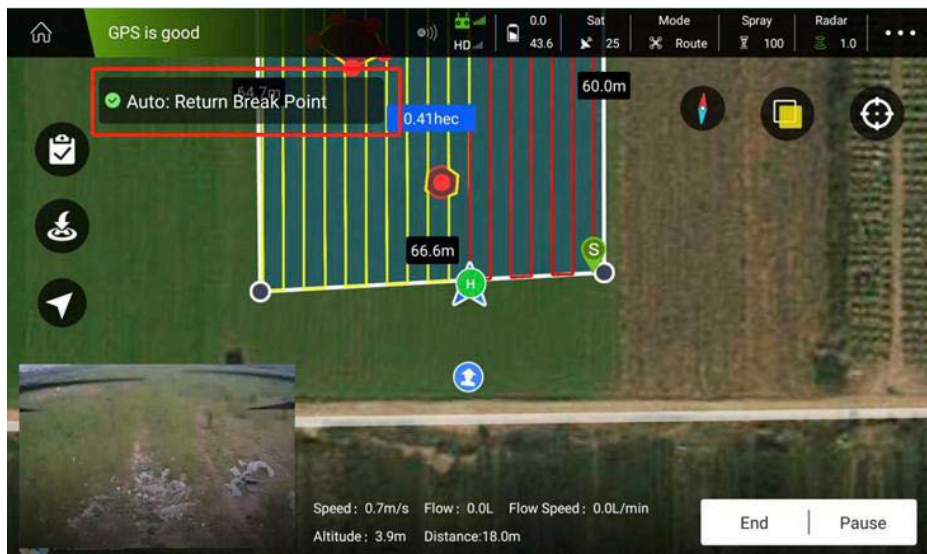 GPS is good
HD
0.0
43.6
Sat
25
Mode
Route
Spray
100
Radar
1.0
Auto: Return Break Point
64.7m
60.0m
0.41hec
S
66.6m
H
Speed: 0.7m/s Flow: 0.0L Flow Speed: 0.0L/min
Altitude: 3.9m Distance:18.0m
End
Pause